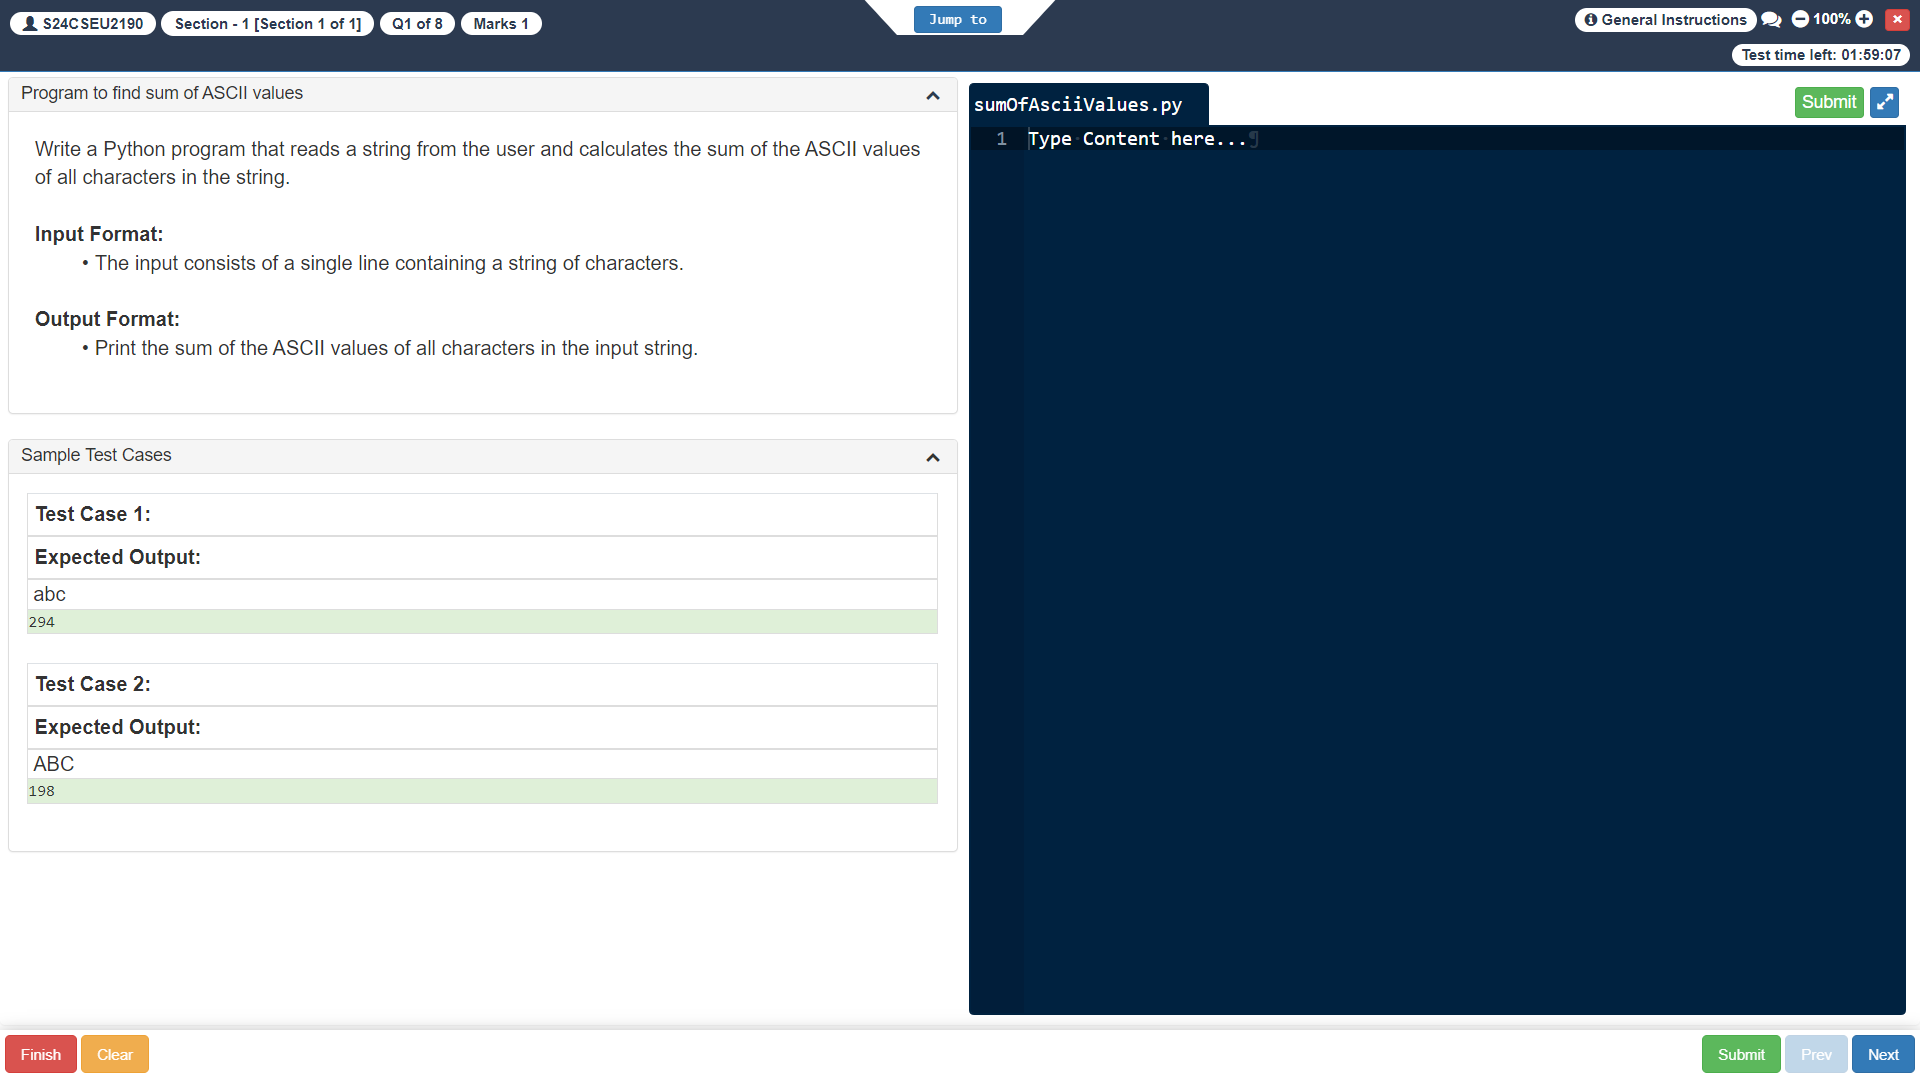 S24CSEU2190 Section - 1 [Section 1 of 1] Q1 of 8 Marks 1 Jump to General Instructions 100%
Test time left: 01:59:07
Program to find sum of ASCII values
Write a Python program that reads a string from the user and calculates the sum of the ASCII values
of all characters in the string.
Input Format:
• The input consists of a single line containing a string of characters.
Output Format:
• Print the sum of the ASCII values of all characters in the input string.
Sample Test Cases
Test Case 1:
Expected Output:
abc
294
Test Case 2:
Expected Output:
ABC
198
sumOfAsciiValues.py Submit
1 Type Content here...¶
Finish Clear Submit Prev Next